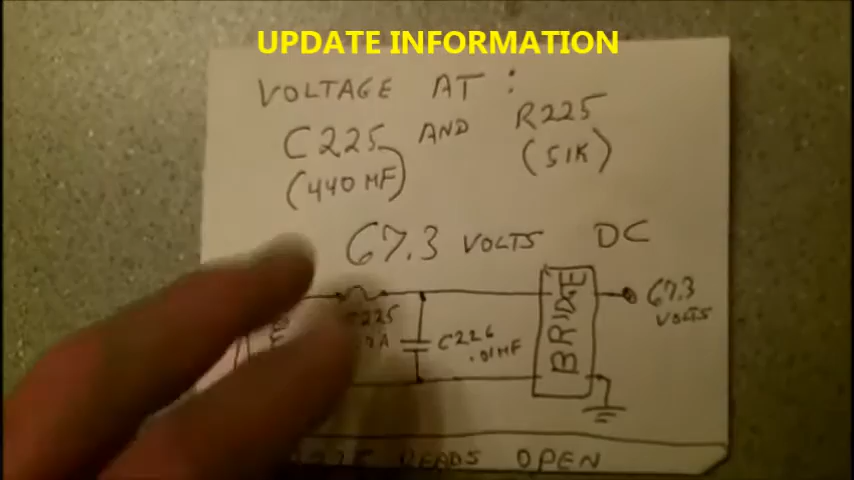 UPDATE INFORMATION
VOLTAGE AT:
C225 AND R225
(440 MF) (51K)
67.3 VOLTS DC
BRIDGE
67.3
VOLTS
C225
C226
.01MF
READS OPEN